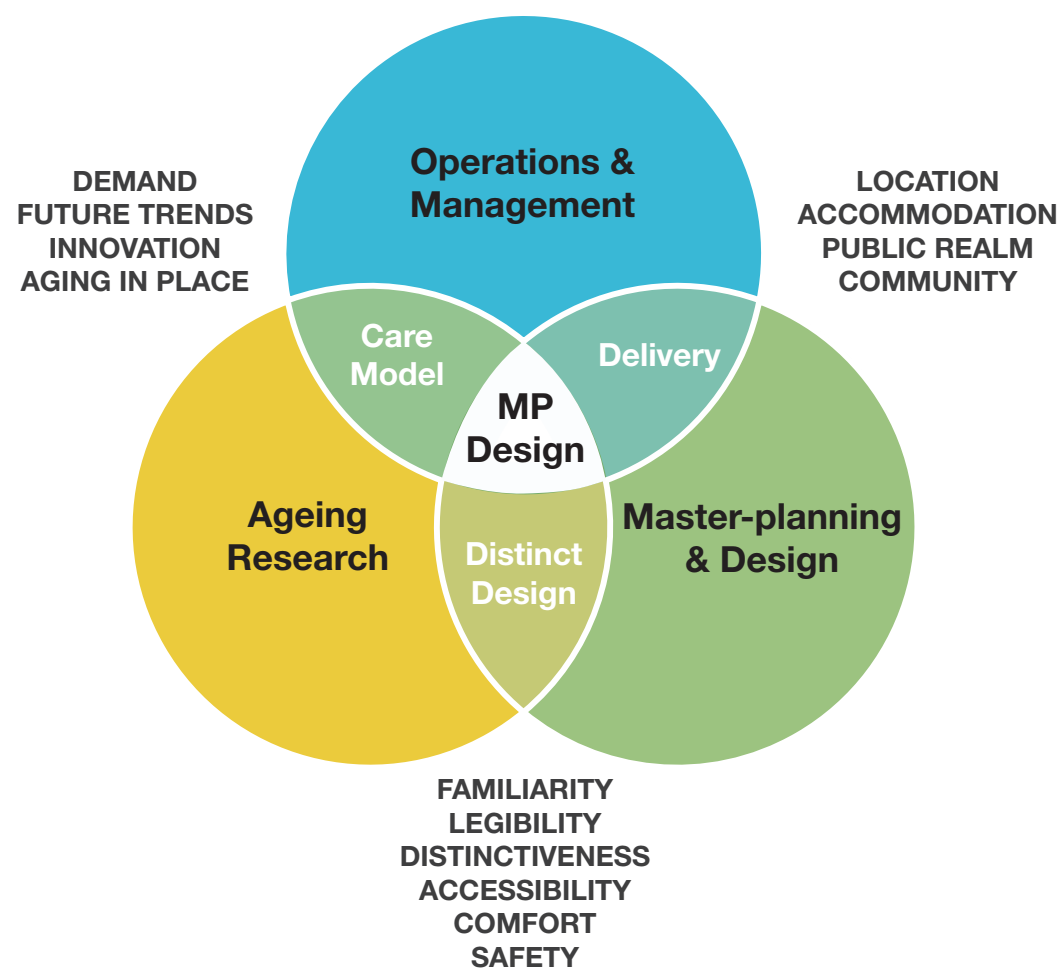 Operations &
Management
DEMAND
FUTURE TRENDS
INNOVATION
AGING IN PLACE
LOCATION
ACCOMMODATION
PUBLIC REALM
COMMUNITY
Care
Model
Delivery
MP
Design
Ageing
Research
Master-planning
& Design
Distinct
Design
FAMILIARITY
LEGIBILITY
DISTINCTIVENESS
ACCESSIBILITY
COMFORT
SAFETY